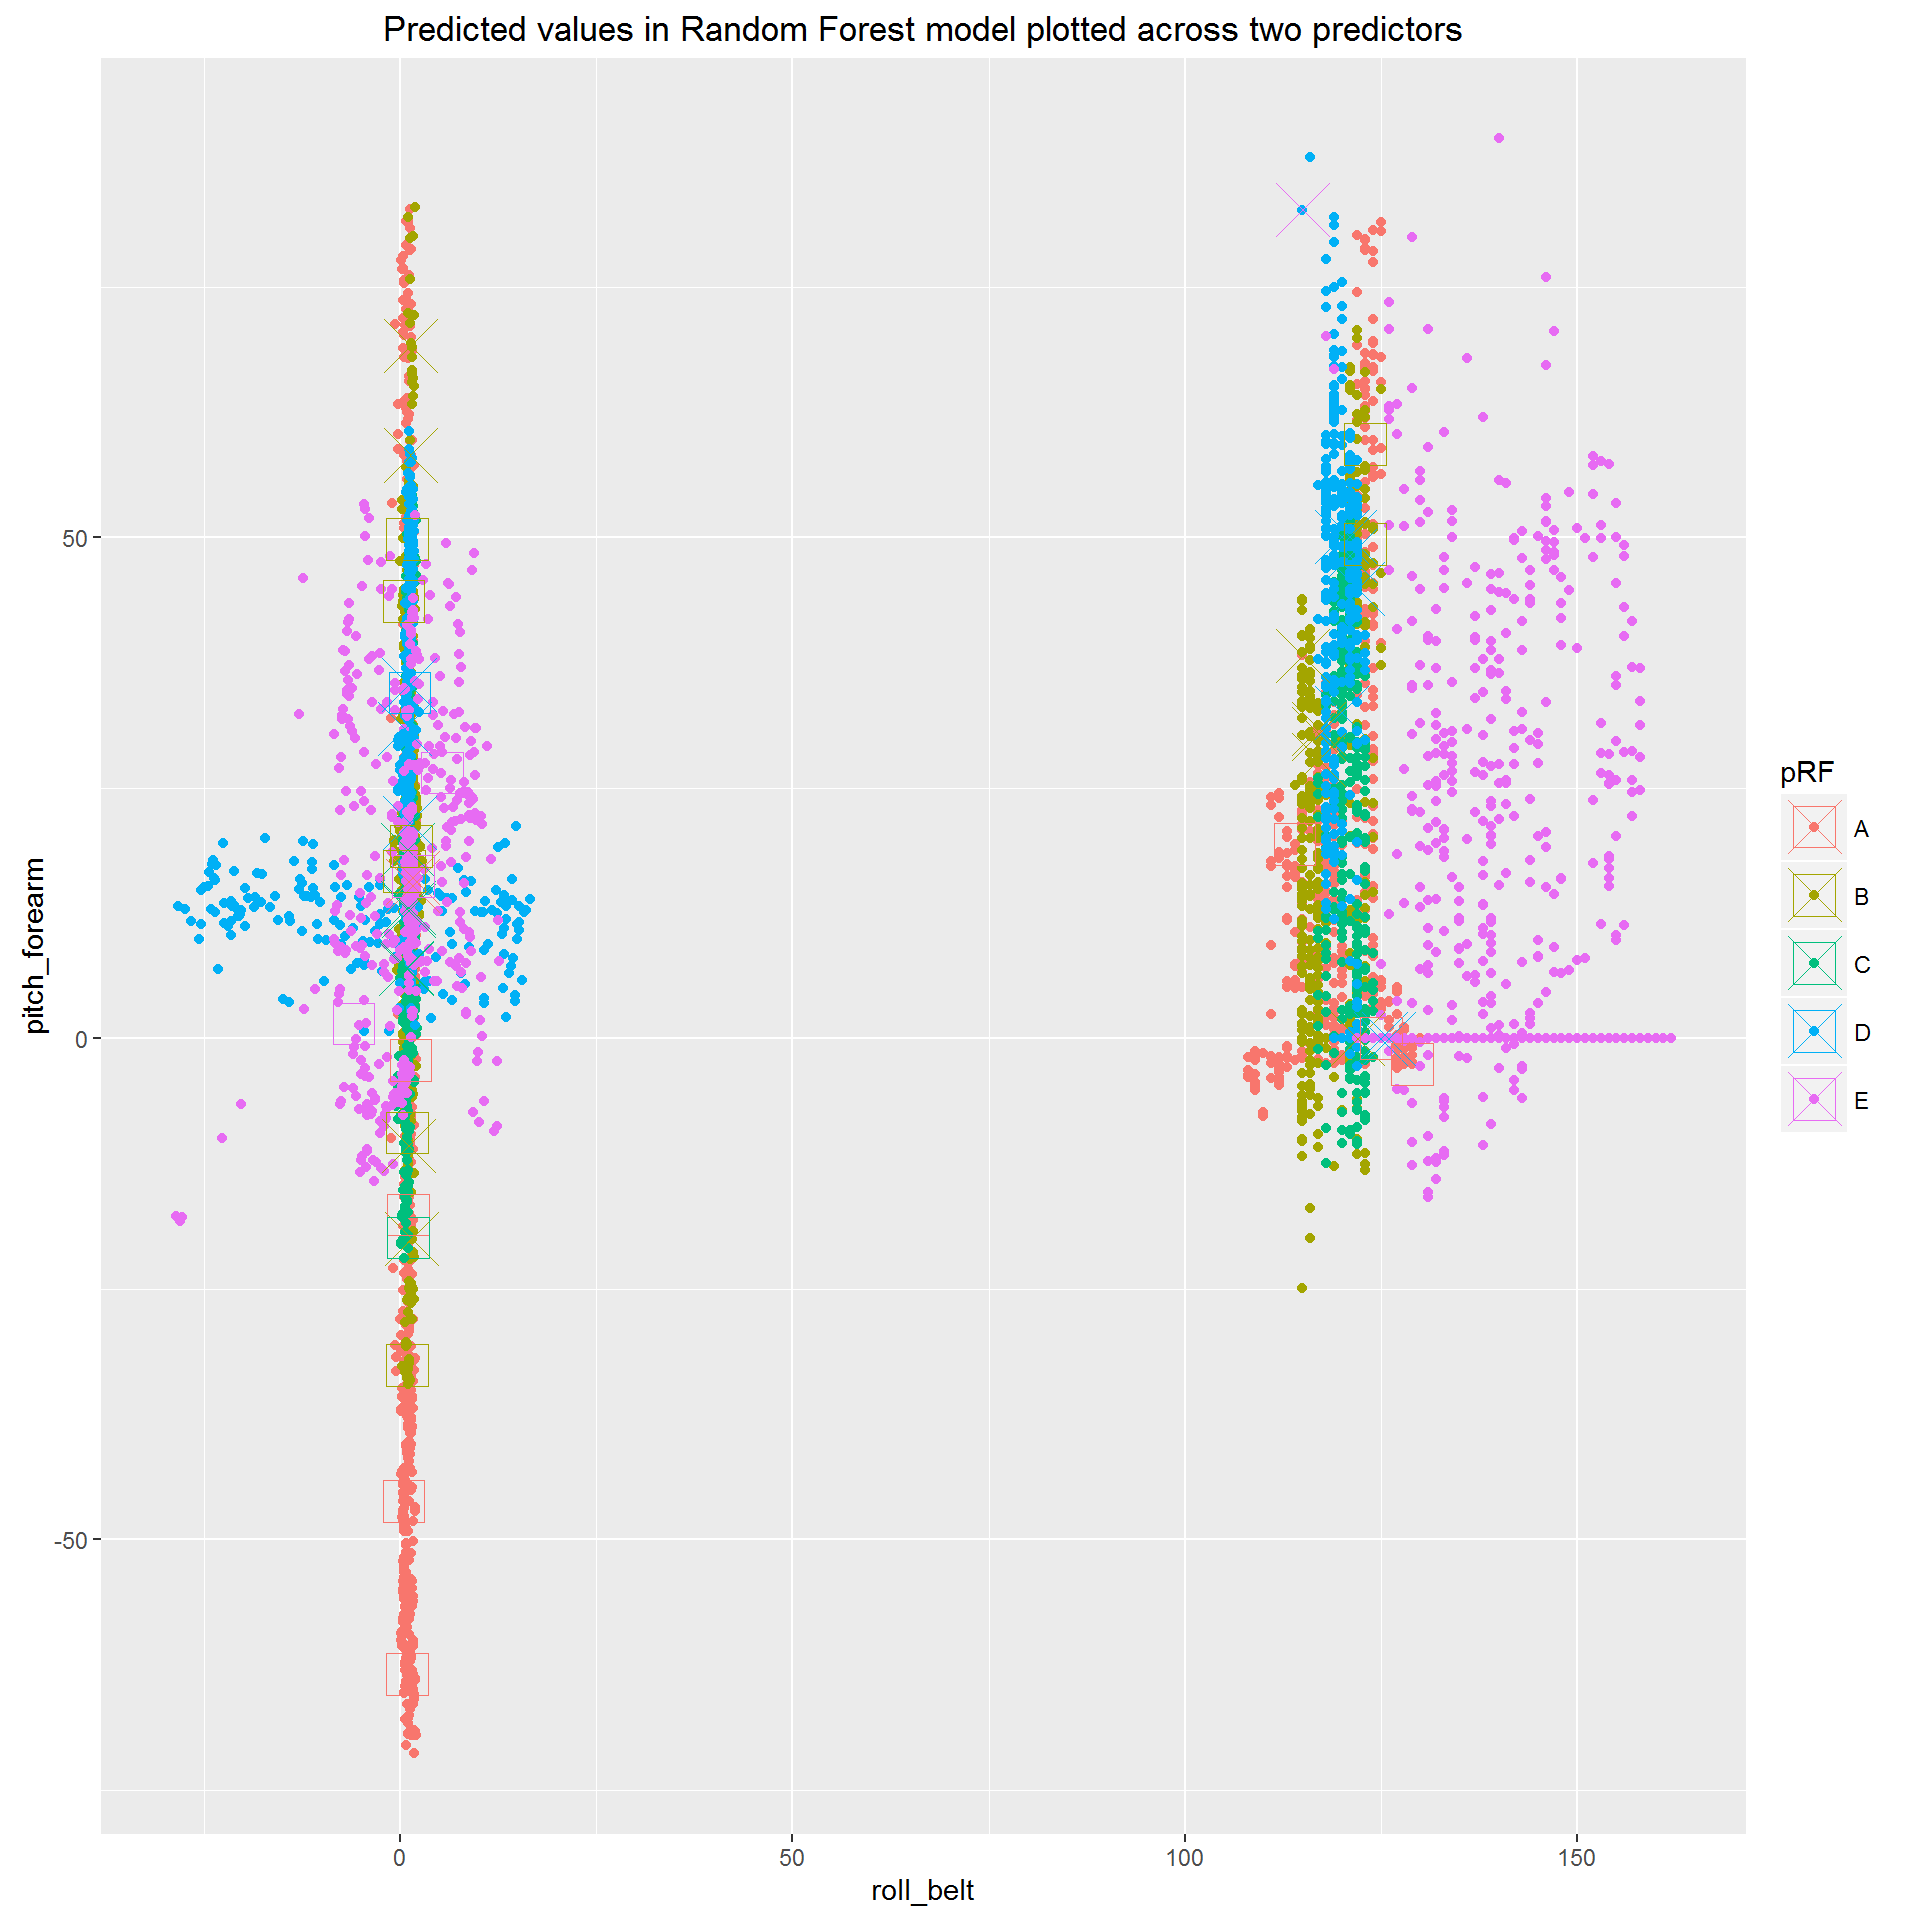 Predicted values in Random Forest model plotted across two predictors
pitch_forearm
50
0
-50
0
50
100
150
roll_belt
pRF
A
B
C
D
E